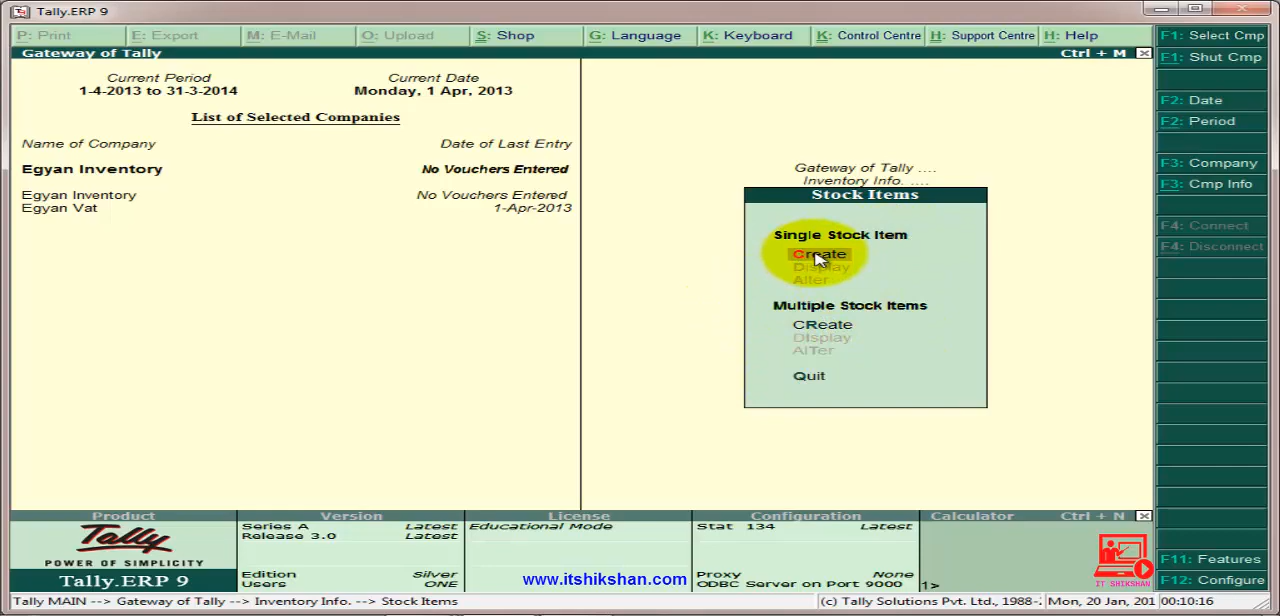 Tally.ERP 9
P: Print E: Export M: E-Mail O: Upload S: Shop G: Language K: Keyboard K: Control Centre H: Support Centre H: Help
F1: Select Cmp
Gateway of Tally Ctrl + M
F1: Shut Cmp
Current Period Current Date
1-4-2013 to 31-3-2014 Monday, 1 Apr, 2013
F2: Date
List of Selected Companies
F2: Period
Name of Company Date of Last Entry
Egyan Inventory No Vouchers Entered
F3: Company
Egyan Inventory No Vouchers Entered
F3: Cmp Info
Egyan Vat 1-Apr-2013
F4: Connect
F4: Disconnect
Gateway of Tally ....
Inventory Info. ....
Stock Items
Single Stock Item
Create
Display
Alter
Multiple Stock Items
CReate
DIsplay
AlTer
Quit
Product Version License Configuration Calculator Ctrl + N
Tally
POWER OF SIMPLICITY
Tally.ERP 9
Series A Latest
Release 3.0 Latest
Edition Silver
Users ONE
Educational Mode
www.itshikshan.com
Stat 134 Latest
Proxy None
ODBC Server on Port 9000
1>
IT SHIKSHAN
F11: Features
F12: Configure
Tally MAIN --> Gateway of Tally --> Inventory Info. --> Stock Items (c) Tally Solutions Pvt. Ltd., 1988-2 Mon, 20 Jan, 201 00:10:16